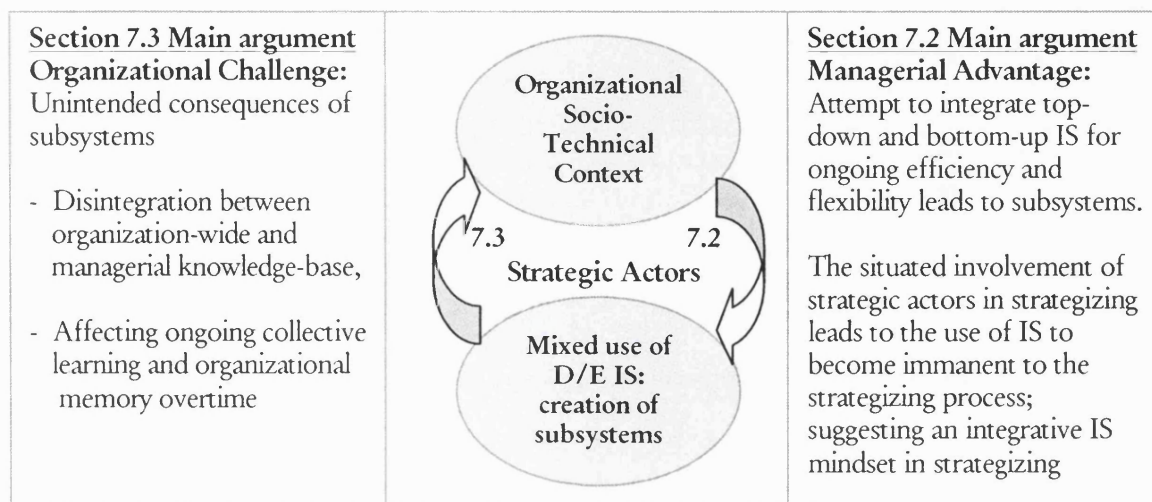 Section 7.3 Main argument
Organizational Challenge:
Unintended consequences of
subsystems
- Disintegration between
organization-wide and
managerial knowledge-base,
- Affecting ongoing collective
learning and organizational
memory overtime
Organizational
Socio-
Technical
Context
7.3
7.2
Strategic Actors
Mixed use of
D/E IS:
creation of
subsystems
Section 7.2 Main argument
Managerial Advantage:
Attempt to integrate top-
down and bottom-up IS for
ongoing efficiency and
flexibility leads to subsystems.
The situated involvement of
strategic actors in strategizing
leads to the use of IS to
become immanent to the
strategizing process;
suggesting an integrative IS
mindset in strategizing